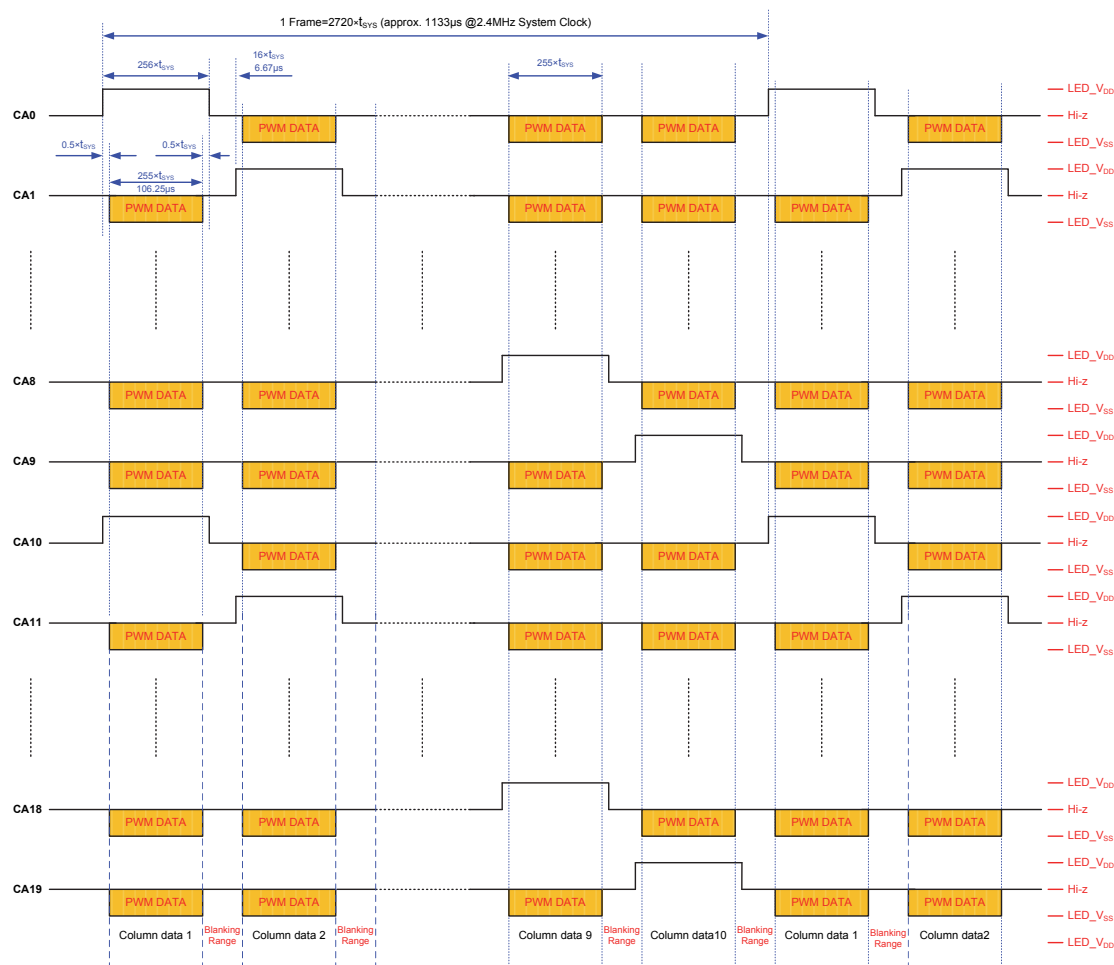 1 Frame=2720×tSYS (approx. 1133μs @2.4MHz System Clock)
256×tSYS
16×tSYS
6.67μs
255×tSYS
LED_VDD
CA0
Hi-z
PWM DATA PWM DATA PWM DATA PWM DATA
LED_VSS
0.5×tSYS 0.5×tSYS
LED_VDD
255×tSYS
106.25μs
CA1
Hi-z
PWM DATA PWM DATA PWM DATA PWM DATA
LED_VSS
LED_VDD
CA8
Hi-z
PWM DATA PWM DATA PWM DATA PWM DATA PWM DATA
LED_VSS
LED_VDD
CA9
Hi-z
PWM DATA PWM DATA PWM DATA PWM DATA PWM DATA
LED_VSS
LED_VDD
CA10
Hi-z
PWM DATA PWM DATA PWM DATA PWM DATA
LED_VSS
LED_VDD
CA11
Hi-z
PWM DATA PWM DATA PWM DATA PWM DATA
LED_VSS
LED_VDD
CA18
Hi-z
PWM DATA PWM DATA PWM DATA PWM DATA PWM DATA
LED_VSS
LED_VDD
CA19
Hi-z
PWM DATA PWM DATA PWM DATA PWM DATA PWM DATA
LED_VSS
Column data 1
Blanking
Range
Column data 2
Blanking
Range
Column data 9
Blanking
Range
Column data10
Blanking
Range
Column data 1
Blanking
Range
Column data2
LED_VDD